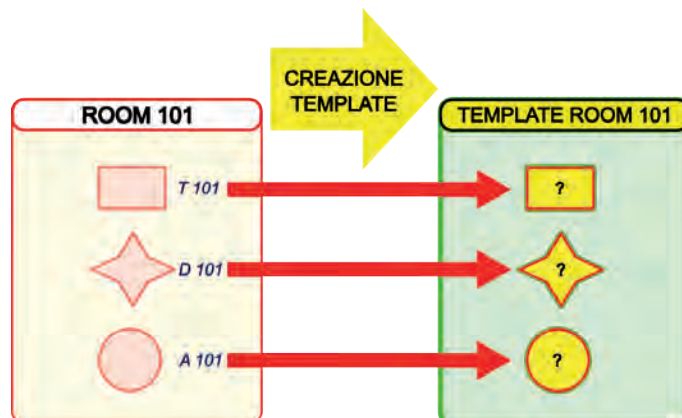 CREAZIONE
TEMPLATE
ROOM 101
TEMPLATE ROOM 101
T 101
?
D 101
?
A 101
?